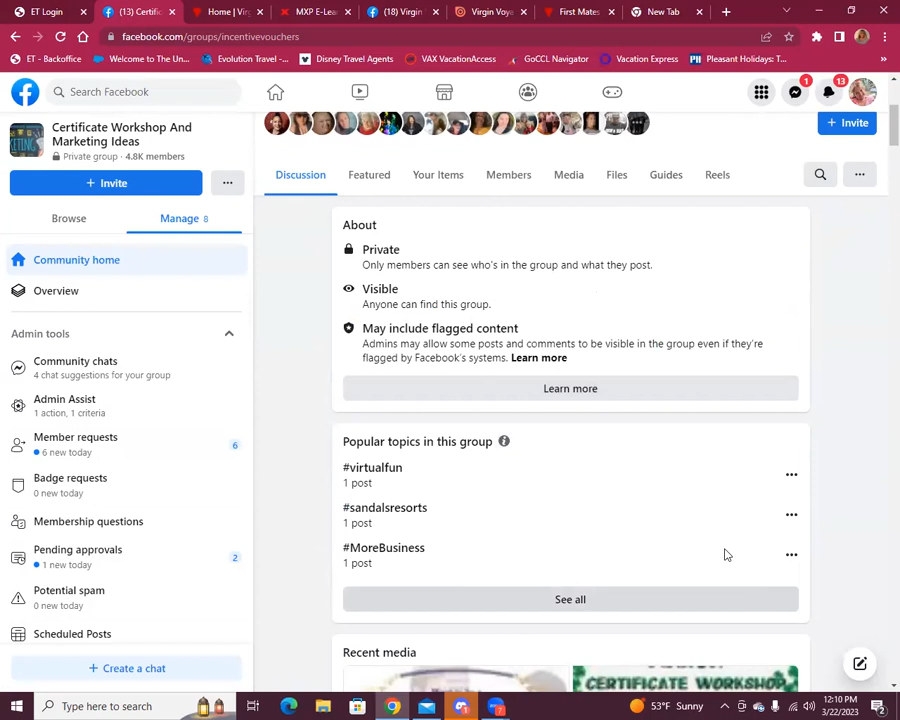 ET Login
(13) Certific
Home | Virg
MXP E-Lea
(18) Virgin
Virgin Voya
First Mates
New Tab
facebook.com/groups/incentivevouchers
ET - Backoffice
Welcome to The Un...
Evolution Travel -...
Disney Travel Agents
VAX VacationAccess
GoCCL Navigator
Vacation Express
Pleasant Holidays: T...
Search Facebook
1
13
Certificate Workshop And
Marketing Ideas
Private group · 4.8K members
+ Invite
+ Invite
Browse
Manage 8
Discussion
Featured
Your Items
Members
Media
Files
Guides
Reels
Community home
Overview
Admin tools
Community chats
4 chat suggestions for your group
Admin Assist
1 action, 1 criteria
Member requests
6 new today
6
Badge requests
0 new today
Membership questions
Pending approvals
1 new today
2
Potential spam
0 new today
Scheduled Posts
+ Create a chat
About
Private
Only members can see who's in the group and what they post.
Visible
Anyone can find this group.
May include flagged content
Admins may allow some posts and comments to be visible in the group even if they're
flagged by Facebook's systems. Learn more
Learn more
Popular topics in this group
#virtualfun
1 post
#sandalsresorts
1 post
#MoreBusiness
1 post
See all
Recent media
CERTIFICATE WORKSHOP
Type here to search
53°F Sunny
12:10 PM
3/22/2023
2